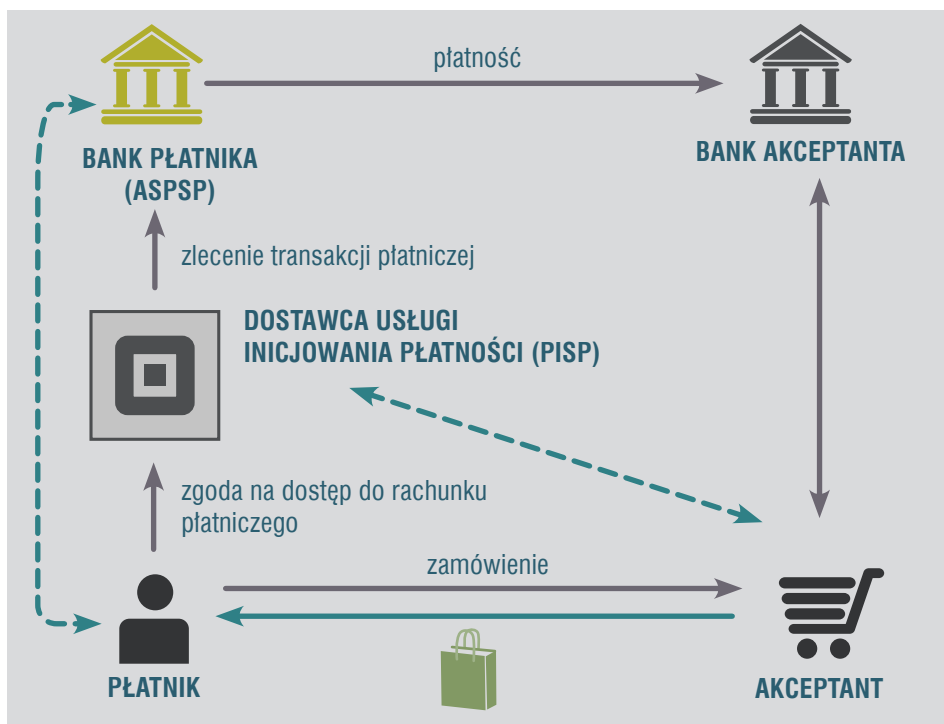 płatność
BANK PŁATNIKA
(ASPSP)
BANK AKCEPTANTA
zlecenie transakcji płatniczej
DOSTAWCA USŁUGI
INICJOWANIA PŁATNOŚCI (PISP)
zgoda na dostęp do rachunku
płatniczego
zamówienie
PŁATNIK
AKCEPTANT